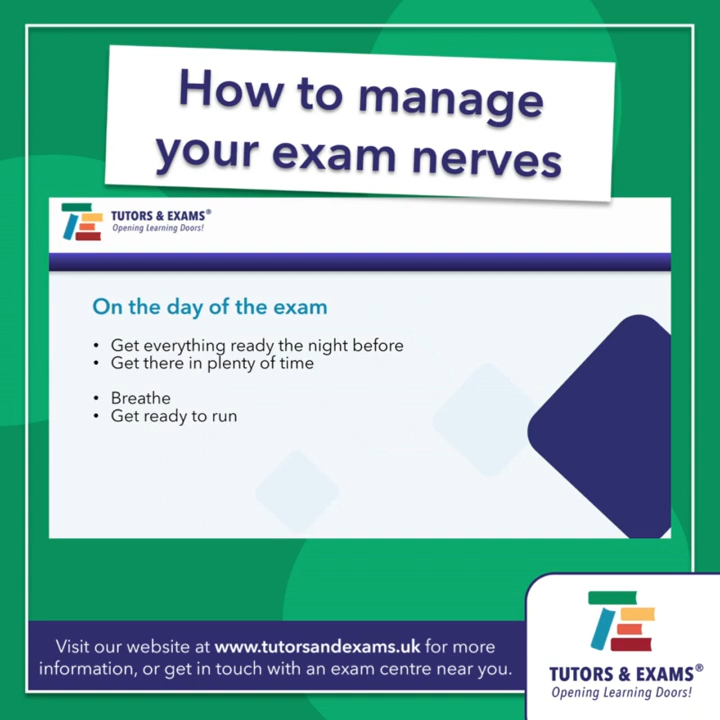 How to manage
your exam nerves
TUTORS & EXAMS®
Opening Learning Doors!
On the day of the exam
• Get everything ready the night before
• Get there in plenty of time
• Breathe
• Get ready to run
Visit our website at www.tutorsandexams.uk for more
information, or get in touch with an exam centre near you.
TUTORS & EXAMS®
Opening Learning Doors!